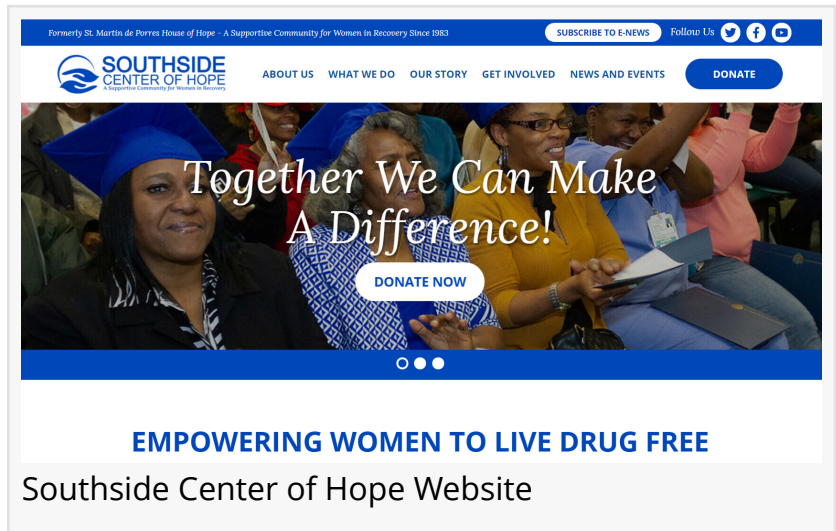 Formerly St. Martin de Porres House of Hope - A Supportive Community for Women in Recovery Since 1983
SUBSCRIBE TO E-NEWS
Follow Us
SOUTHSIDE
CENTER OF HOPE
A Supportive Community for Women in Recovery
ABOUT US WHAT WE DO OUR STORY GET INVOLVED NEWS AND EVENTS DONATE
Together We Can Make
A Difference!
DONATE NOW
EMPOWERING WOMEN TO LIVE DRUG FREE
Southside Center of Hope Website